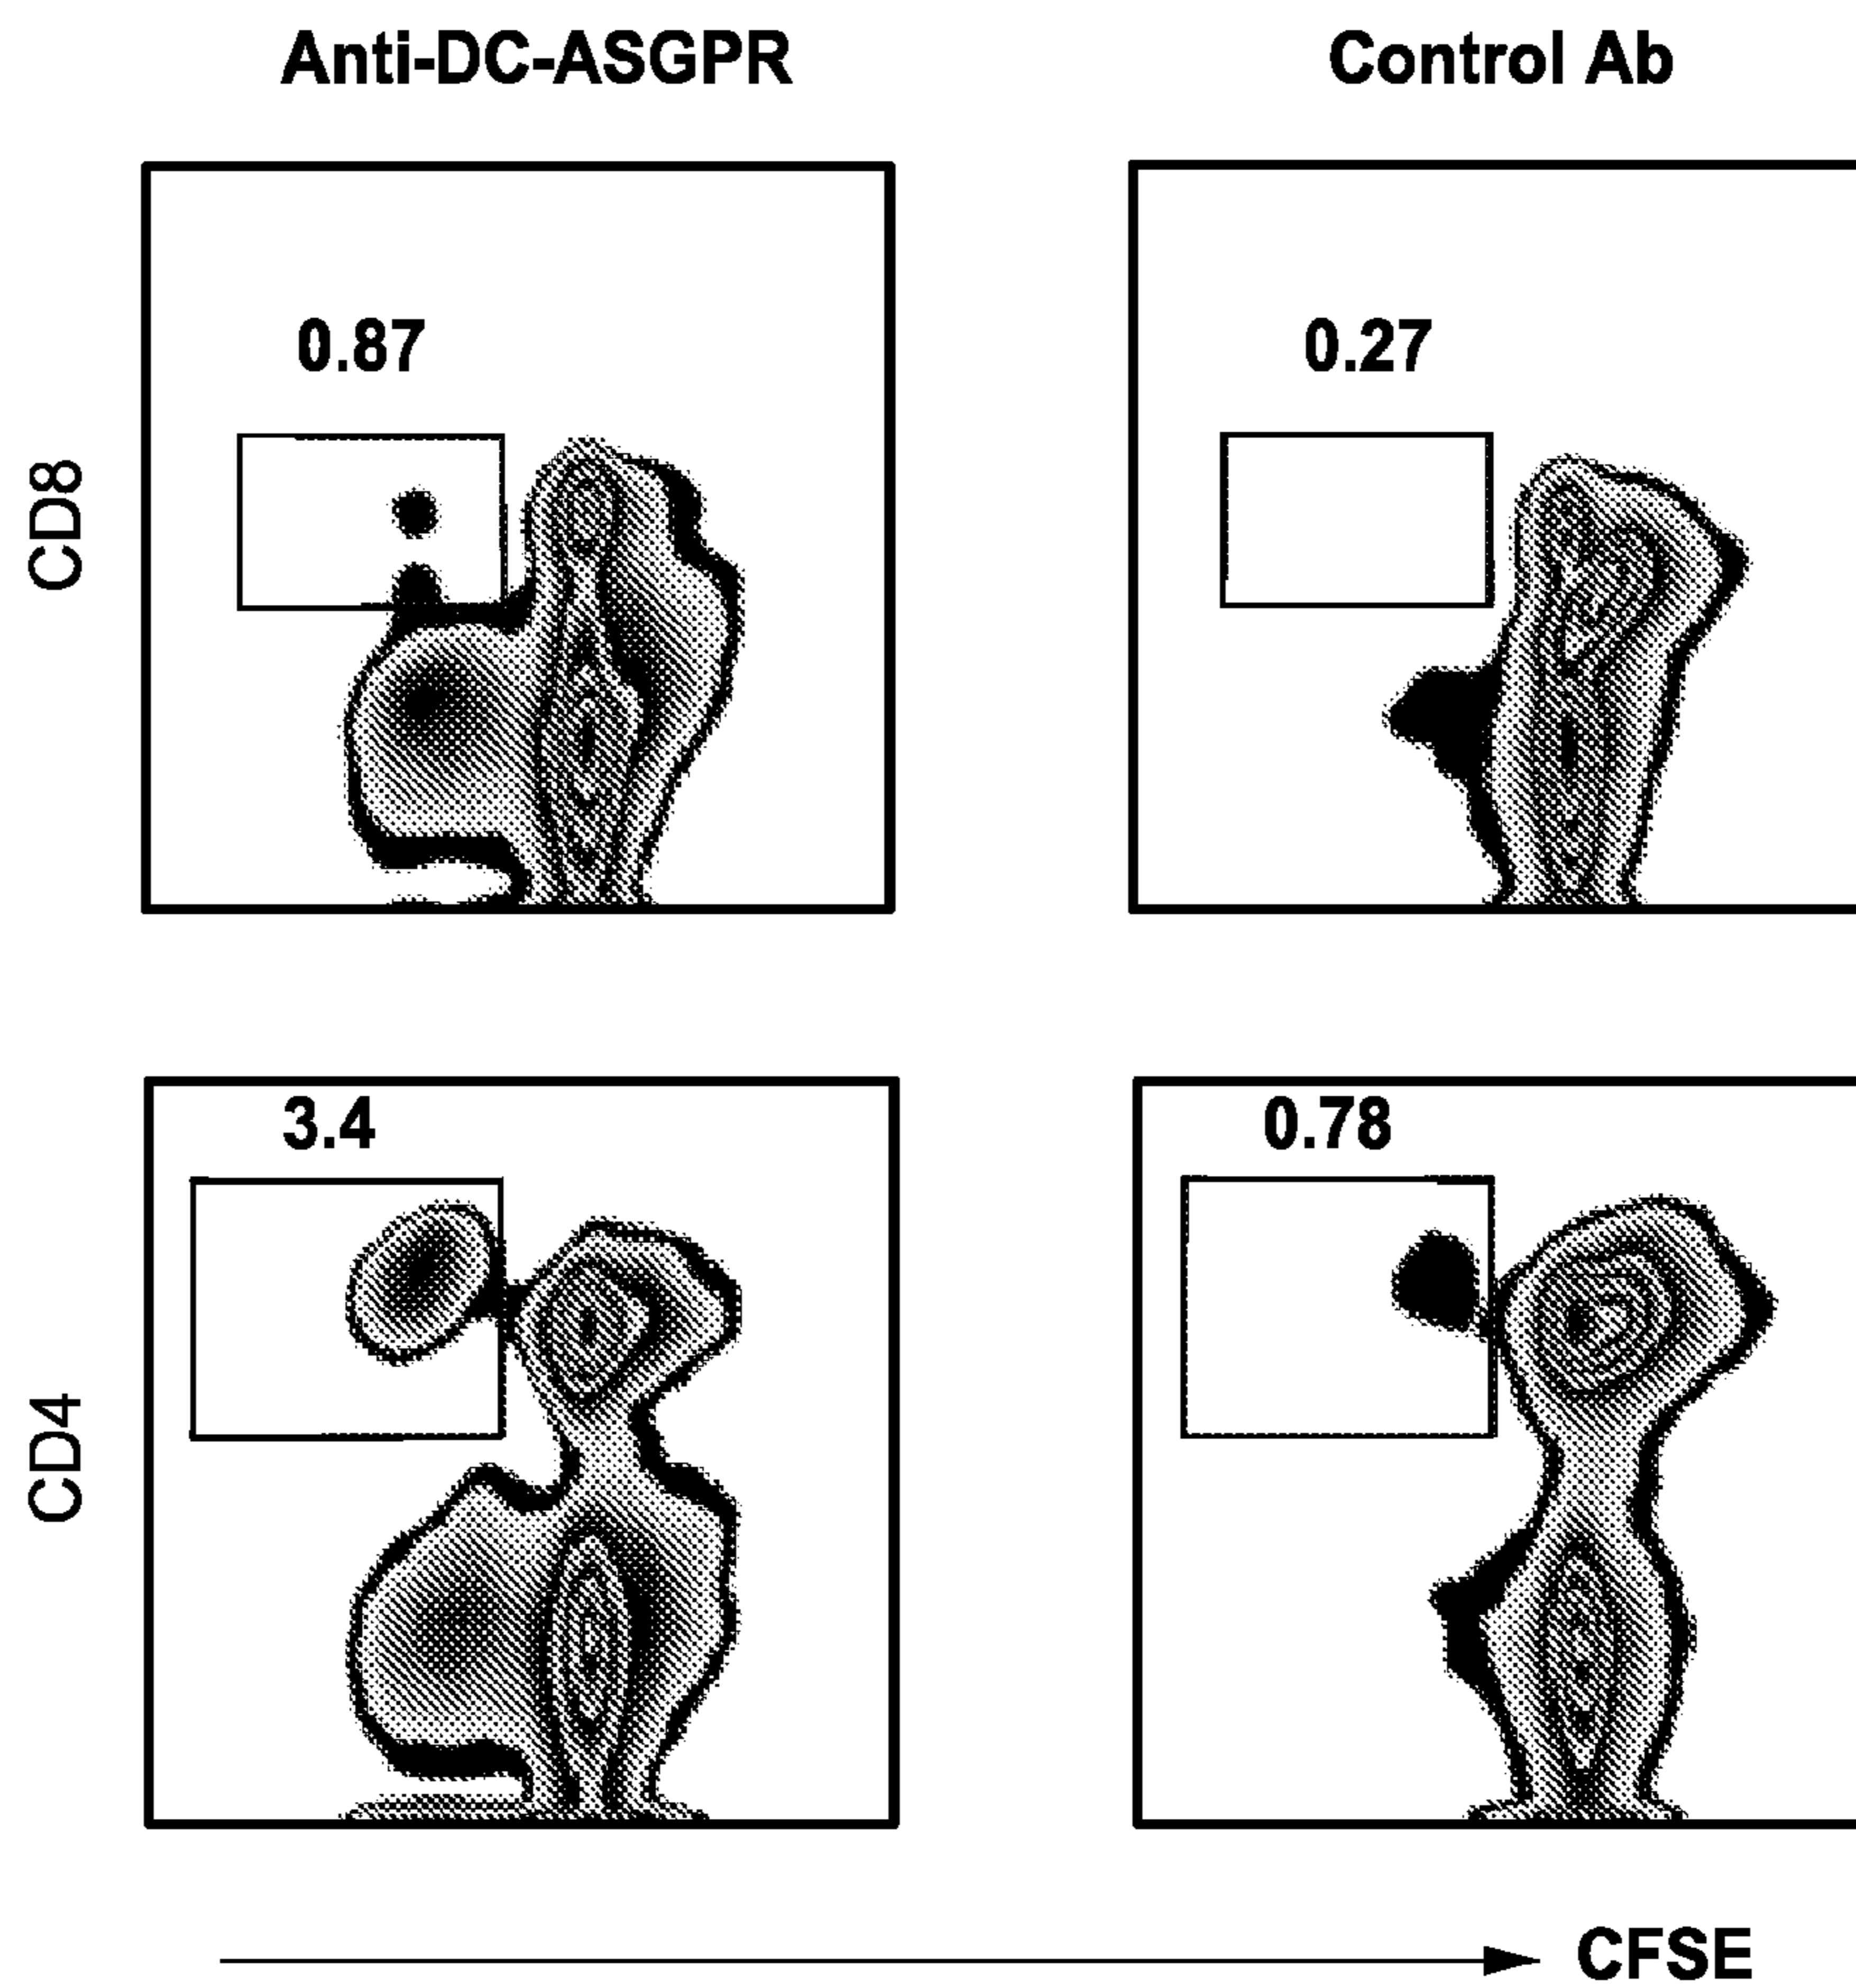 Anti-DC-ASGPR
Control Ab
CD8
0.87
0.27
CD4
3.4
0.78
CFSE